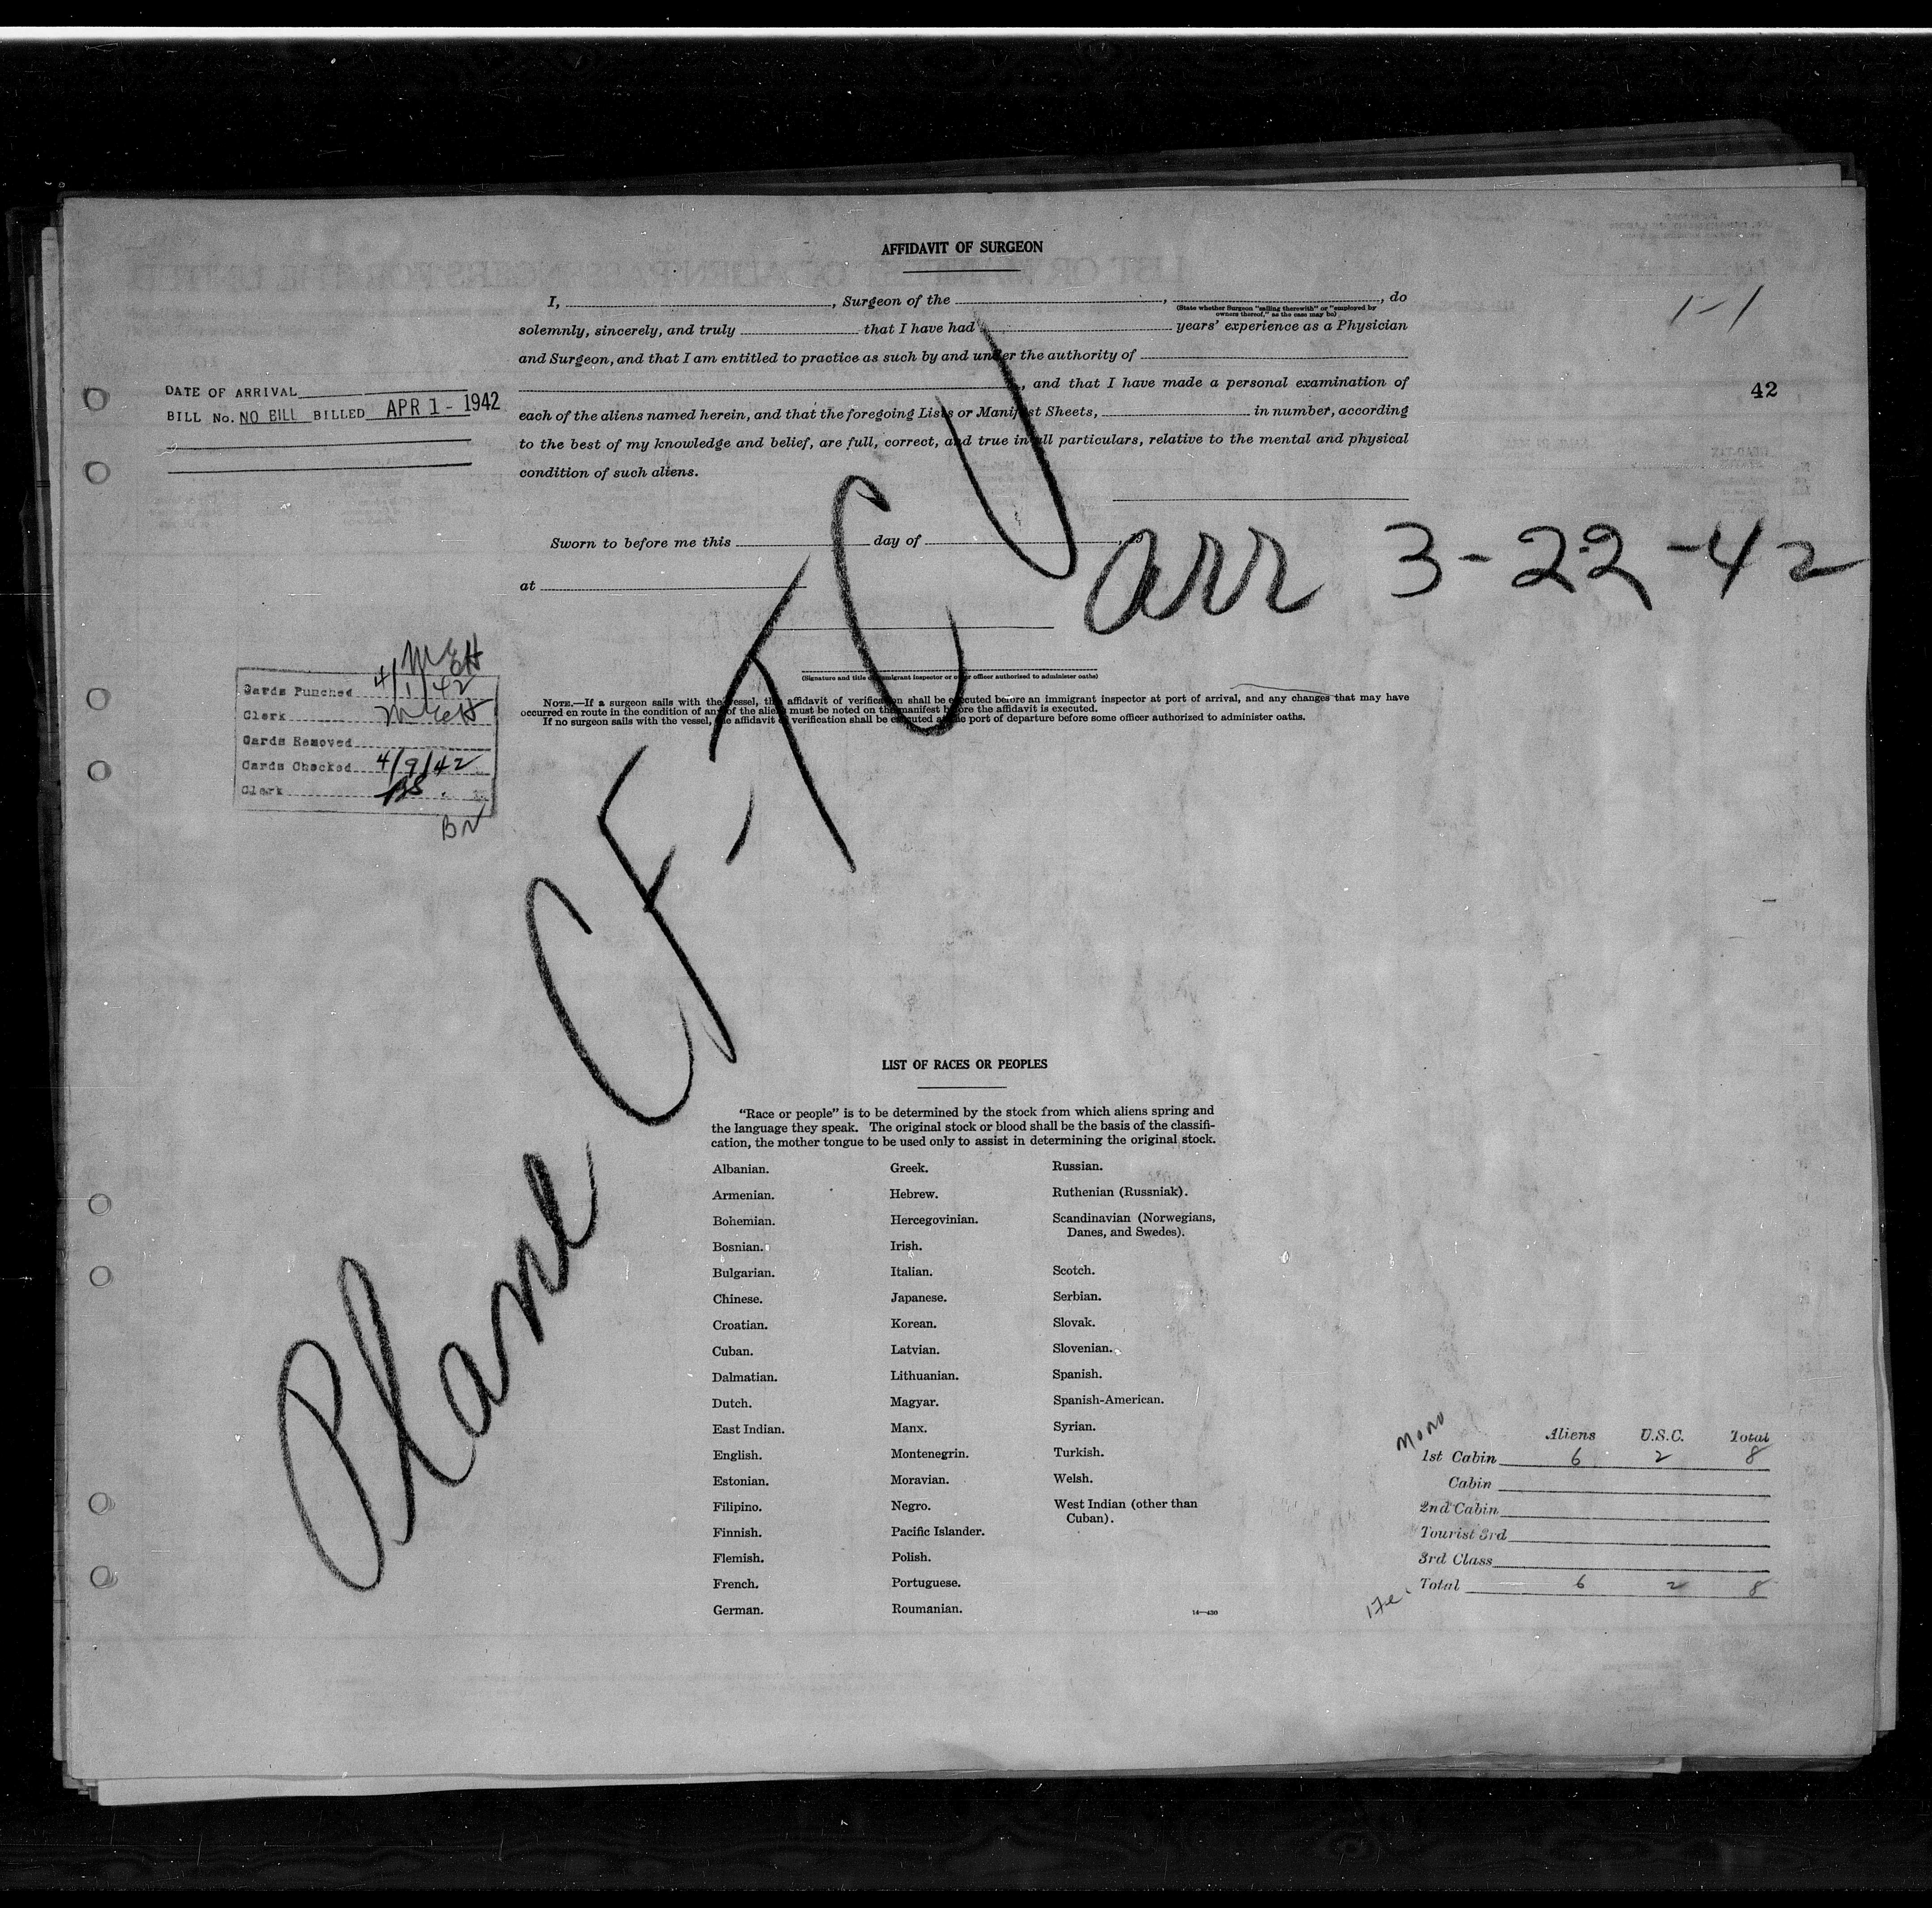 AFFIDAVIT OF SURGEON
I, , Surgeon of the , , do
(State whether Surgeon "sailing therewith" or "employed by
owners thereof," as the case may be)
solemnly, sincerely, and truly that I have had years' experience as a Physician
and Surgeon, and that I am entitled to practice as such by and under the authority of
, and that I have made a personal examination of
each of the aliens named herein, and that the foregoing Lists or Manifest Sheets, in number, according
to the best of my knowledge and belief, are full, correct, and true in all particulars, relative to the mental and physical
condition of such aliens.
1-1
42
DATE OF ARRIVAL
BILL No. NO BILL BILLED APR 1 - 1942
Sworn to before me this day of
at
arr 3-22-42
Plane CF-TCU
(Signature and title of immigrant inspector or other officer authorized to administer oaths)
NOTE.—If a surgeon sails with the vessel, the affidavit of verification shall be executed before an immigrant inspector at port of arrival, and any changes that may have
occurred en route in the condition of any of the aliens must be noted on the manifest before the affidavit is executed.
If no surgeon sails with the vessel, the affidavit of verification shall be executed at the port of departure before some officer authorized to administer oaths.
Cards Punched 4/1/42
Clerk
Cards Removed
Cards Checked 4/9/42
Clerk
LIST OF RACES OR PEOPLES
"Race or people" is to be determined by the stock from which aliens spring and
the language they speak. The original stock or blood shall be the basis of the classifi-
cation, the mother tongue to be used only to assist in determining the original stock.
Albanian.
Armenian.
Bohemian.
Bosnian.
Bulgarian.
Chinese.
Croatian.
Cuban.
Dalmatian.
Dutch.
East Indian.
English.
Estonian.
Filipino.
Finnish.
Flemish.
French.
German.
Greek.
Hebrew.
Hercegovinian.
Irish.
Italian.
Japanese.
Korean.
Latvian.
Lithuanian.
Magyar.
Manx.
Montenegrin.
Moravian.
Negro.
Pacific Islander.
Polish.
Portuguese.
Roumanian.
Russian.
Ruthenian (Russniak).
Scandinavian (Norwegians,
Danes, and Swedes).
Scotch.
Serbian.
Slovak.
Slovenian.
Spanish.
Spanish-American.
Syrian.
Turkish.
Welsh.
West Indian (other than
Cuban).
14—430
Aliens U.S.C. Total
1st Cabin 6 2 8
Cabin
2nd Cabin
Tourist 3rd
3rd Class
Total 6 2 8